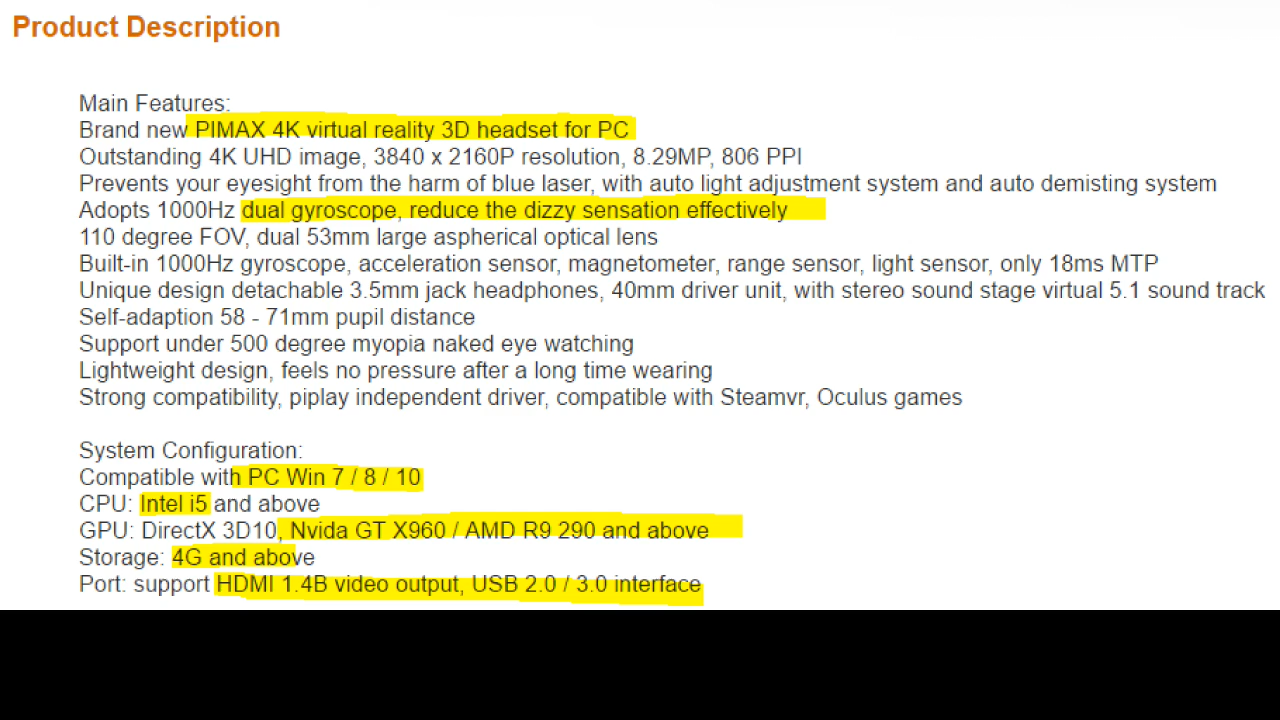 Product Description
Main Features:
Brand new PIMAX 4K virtual reality 3D headset for PC
Outstanding 4K UHD image, 3840 x 2160P resolution, 8.29MP, 806 PPI
Prevents your eyesight from the harm of blue laser, with auto light adjustment system and auto demisting system
Adopts 1000Hz dual gyroscope, reduce the dizzy sensation effectively
110 degree FOV, dual 53mm large aspherical optical lens
Built-in 1000Hz gyroscope, acceleration sensor, magnetometer, range sensor, light sensor, only 18ms MTP
Unique design detachable 3.5mm jack headphones, 40mm driver unit, with stereo sound stage virtual 5.1 sound track
Self-adaption 58 - 71mm pupil distance
Support under 500 degree myopia naked eye watching
Lightweight design, feels no pressure after a long time wearing
Strong compatibility, piplay independent driver, compatible with Steamvr, Oculus games
System Configuration:
Compatible with PC Win 7 / 8 / 10
CPU: Intel i5 and above
GPU: DirectX 3D10, Nvida GT X960 / AMD R9 290 and above
Storage: 4G and above
Port: support HDMI 1.4B video output, USB 2.0 / 3.0 interface